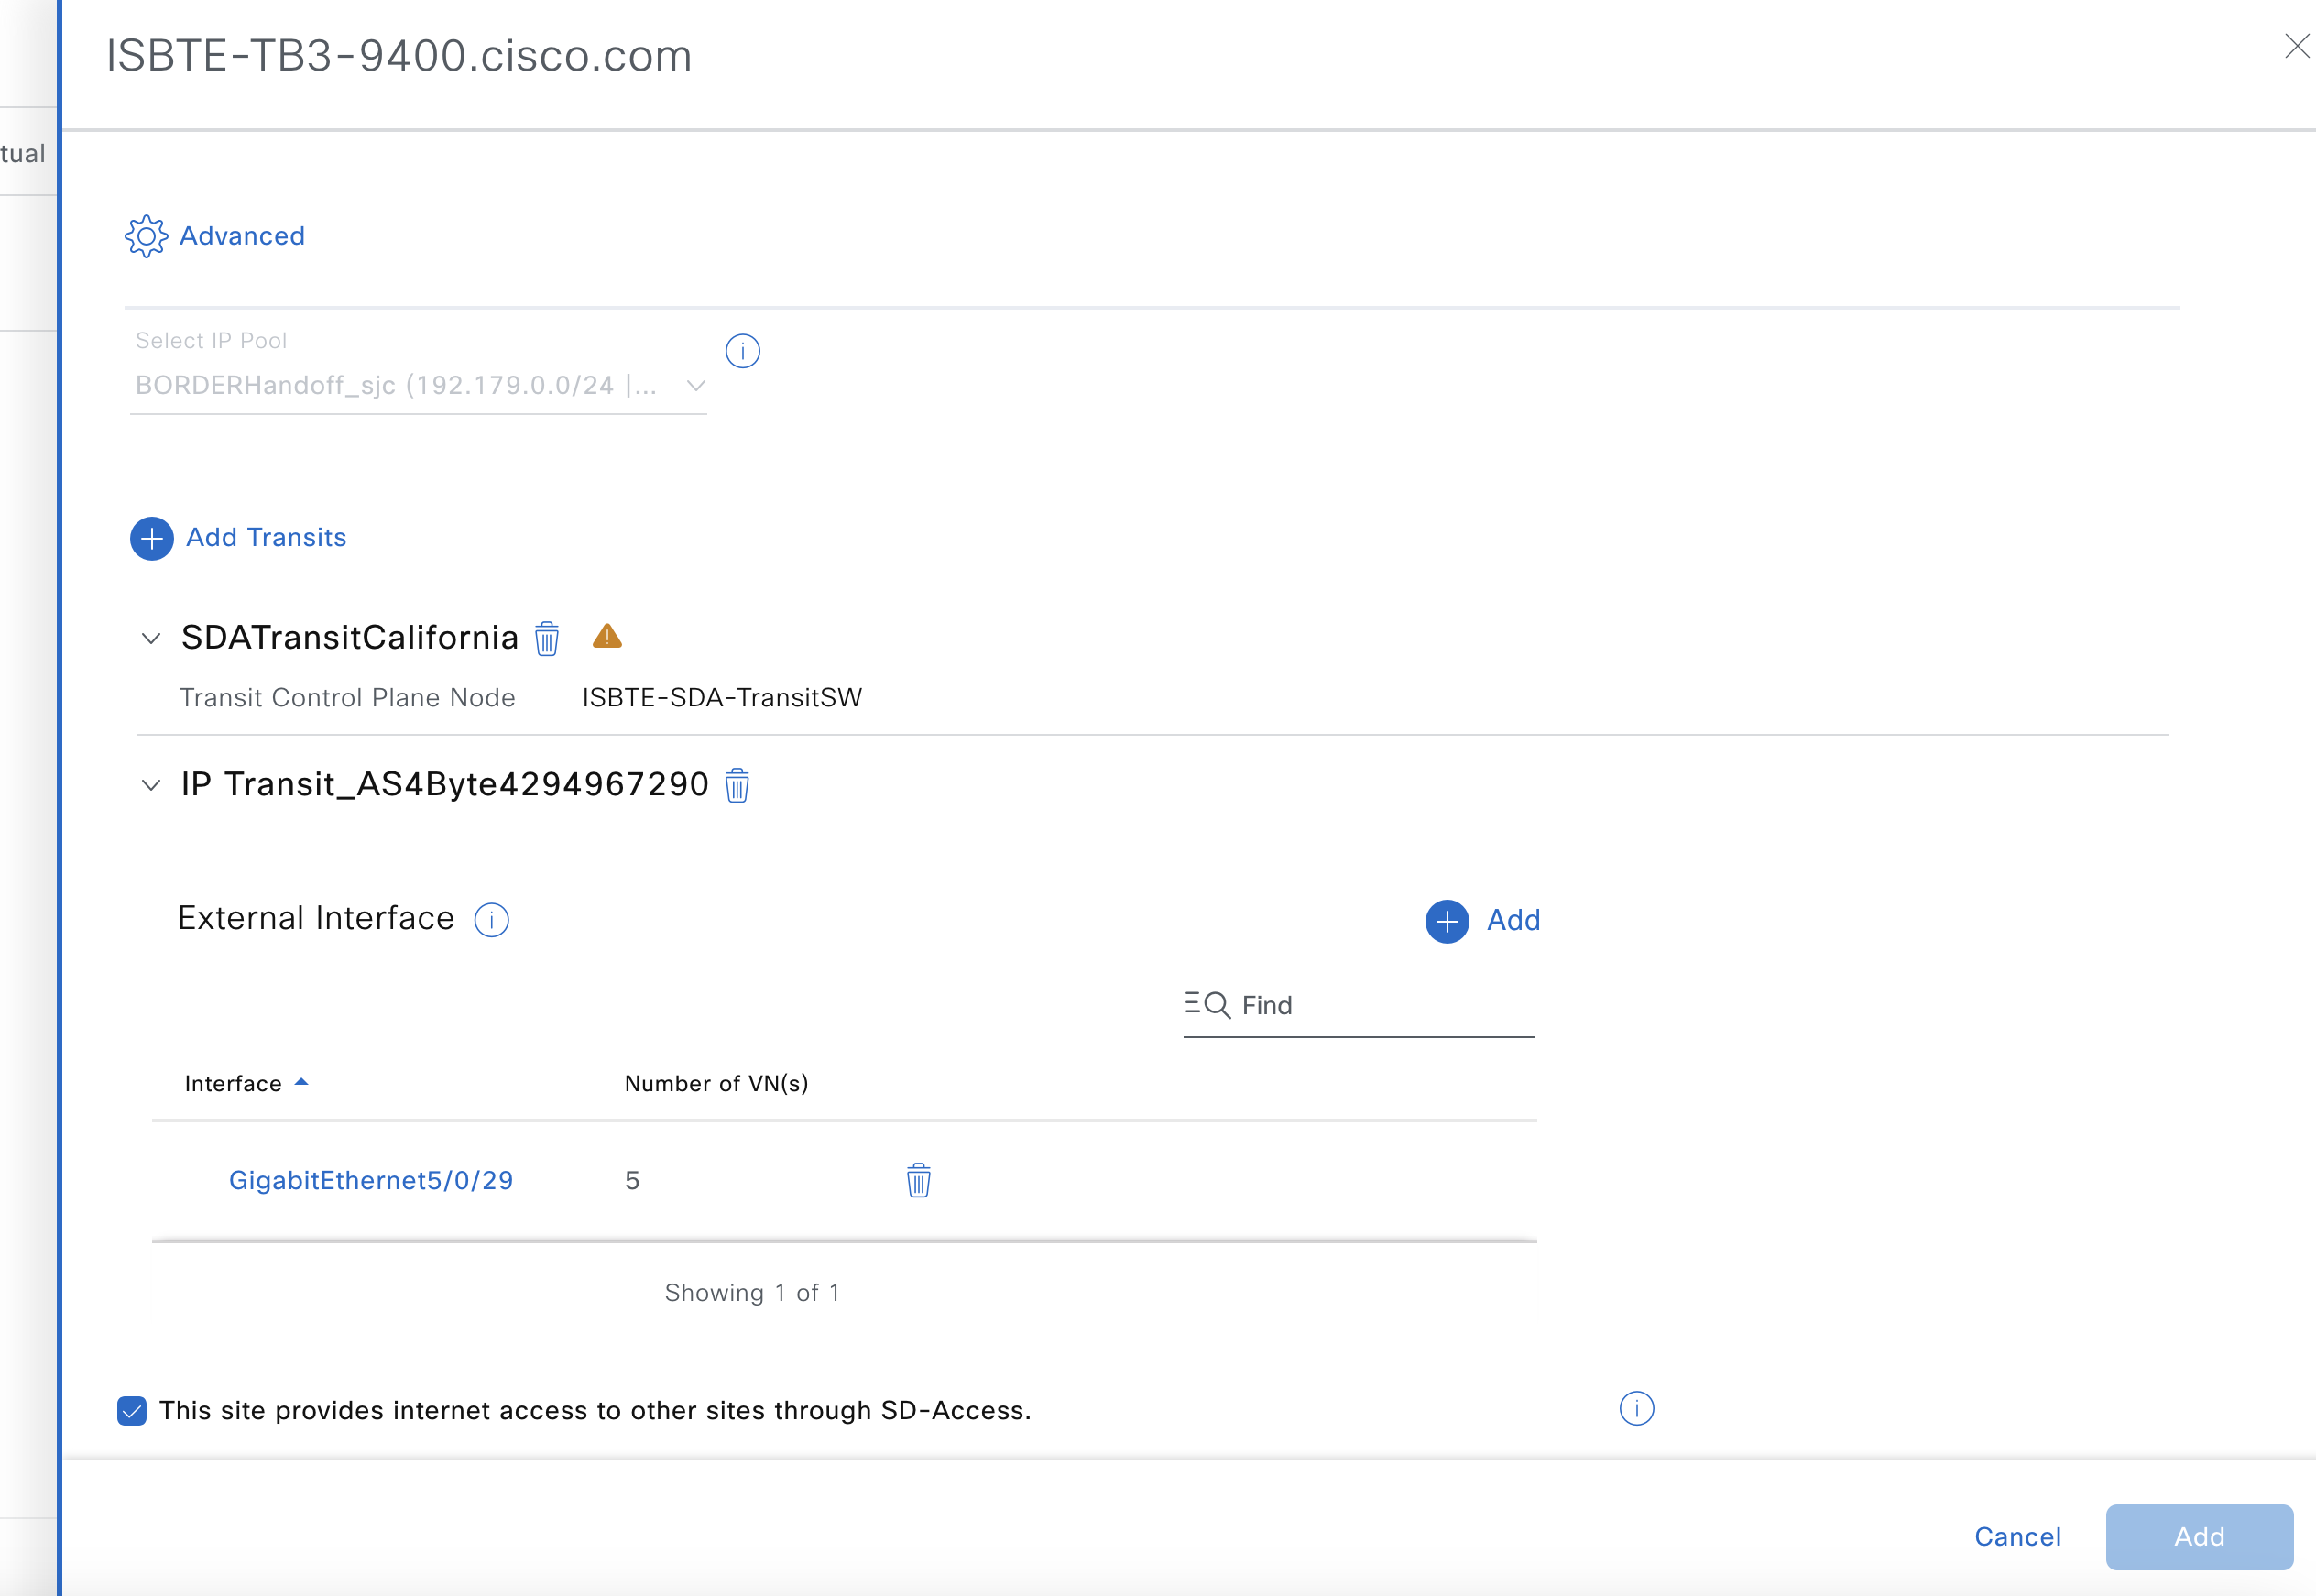 ISBTE-TB3-9400.cisco.com
tual
Advanced
Select IP Pool
BORDERHandoff_sjc (192.179.0.0/24 |...
Add Transits
SDATransitCalifornia
Transit Control Plane Node ISBTE-SDA-TransitSW
IP Transit_AS4Byte4294967290
External Interface
Add
Find
Interface Number of VN(s)
GigabitEthernet5/0/29 5
Showing 1 of 1
This site provides internet access to other sites through SD-Access.
Cancel Add